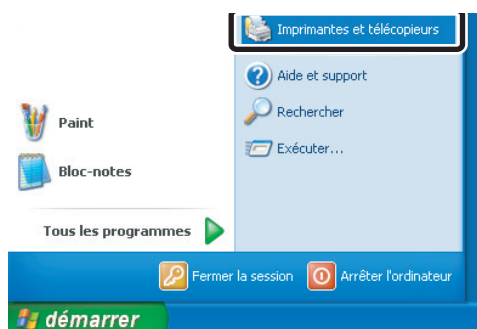 Imprimantes et télécopieurs
Aide et support
Rechercher
Exécuter...
Paint
Bloc-notes
Tous les programmes
Fermer la session
Arrêter l'ordinateur
démarrer